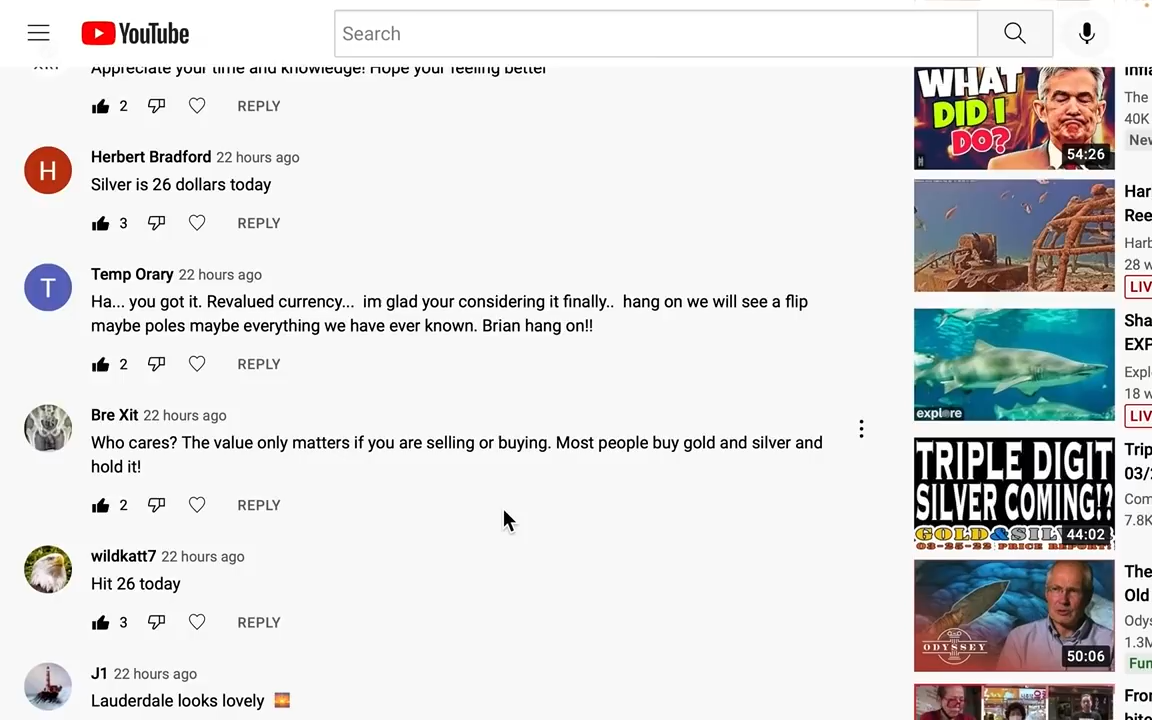 YouTube
Search
Appreciate your time and knowledge! Hope your feeling better
2
REPLY
H
Herbert Bradford 22 hours ago
Silver is 26 dollars today
3
REPLY
T
Temp Orary 22 hours ago
Ha... you got it. Revalued currency... im glad your considering it finally.. hang on we will see a flip
maybe poles maybe everything we have ever known. Brian hang on!!
2
REPLY
Bre Xit 22 hours ago
Who cares? The value only matters if you are selling or buying. Most people buy gold and silver and
hold it!
2
REPLY
wildkatt7 22 hours ago
Hit 26 today
3
REPLY
J1 22 hours ago
Lauderdale looks lovely
WHAT
DID I
DO?
54:26
Infla
The
40K
New
Har
Ree
Harb
28 w
LIV
explore
Sha
EXP
Expl
18 w
LIV
TRIPLE DIGIT
SILVER COMING!?
GOLD & SIL
03-25-22 PRICE REPORT!
44:02
Trip
03/2
Com
7.8K
ODYSSEY
50:06
The
Old
Odys
1.3M
Fun
From